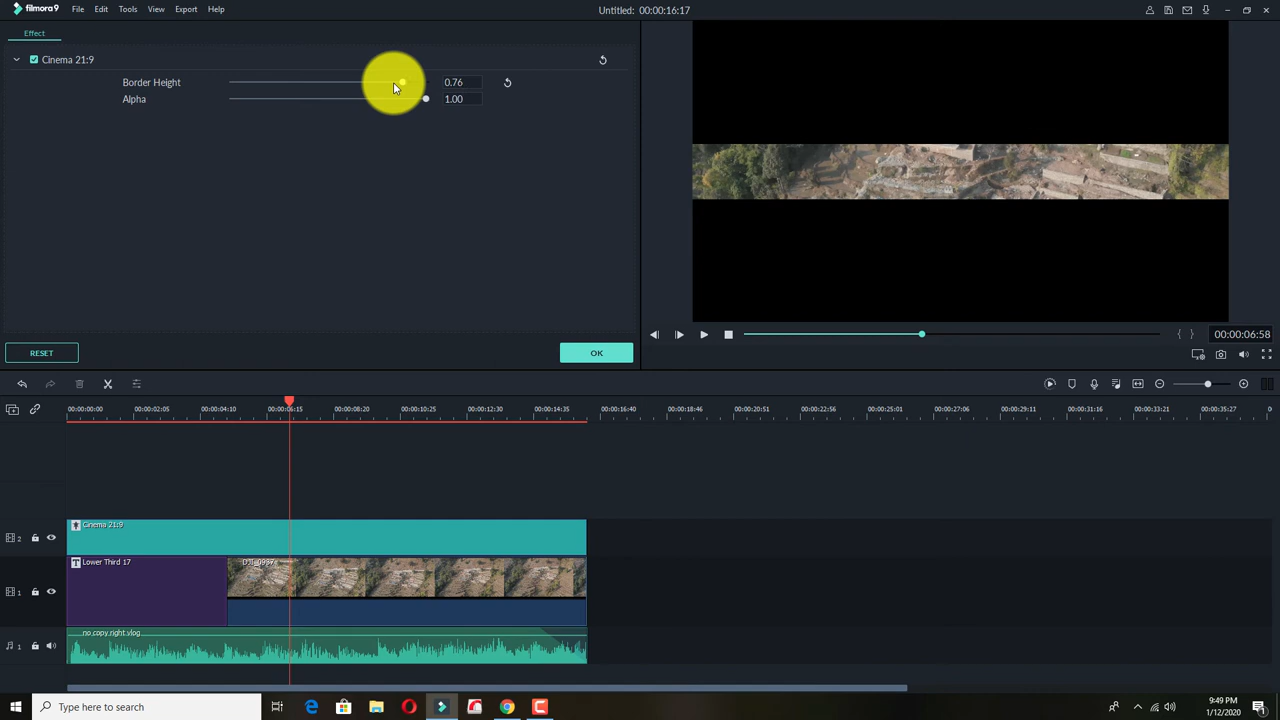 filmora9 File Edit Tools View Export Help Untitled: 00:00:16:17
Effect
Cinema 21:9
Border Height 0.76
Alpha 1.00
RESET OK
00:00:06:58
00:00:00:00 00:00:02:05 00:00:04:10 00:00:06:15 00:00:08:20 00:00:10:25 00:00:12:30 00:00:14:35 00:00:16:40 00:00:18:46 00:00:20:51 00:00:22:56 00:00:25:01 00:00:27:06 00:00:29:11 00:00:31:16 00:00:33:21 00:00:35:27 0
2 Cinema 21:9
Lower Third 17 DJI_0937
1
no copy right vlog
1
Type here to search
9:49 PM
1/12/2020